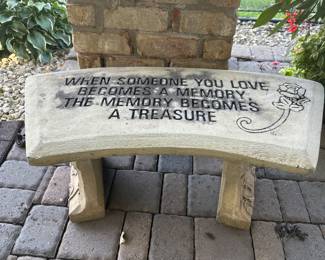 WHEN SOMEONE YOU LOVE
BECOMES A MEMORY
THE MEMORY BECOMES
A TREASURE